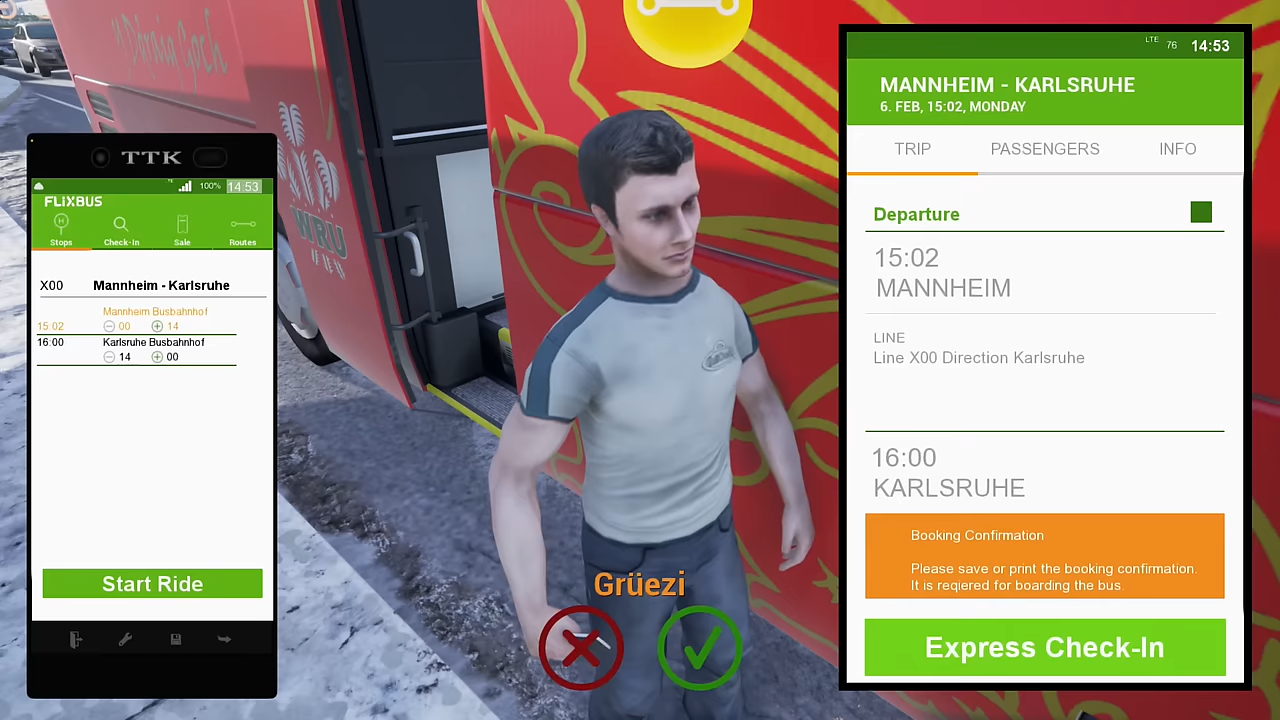 Y Ddraig Goch
WRU
TTK
100%
14:53
FLiXBUS
Stops
Check-In
Sale
Routes
X00
Mannheim - Karlsruhe
Mannheim Busbahnhof
15:02
00
14
16:00
Karlsruhe Busbahnhof
14
00
Start Ride
Grüezi
LTE
76
14:53
MANNHEIM - KARLSRUHE
6. FEB, 15:02, MONDAY
TRIP
PASSENGERS
INFO
Departure
15:02
MANNHEIM
LINE
Line X00 Direction Karlsruhe
16:00
KARLSRUHE
Booking Confirmation
Please save or print the booking confirmation.
It is reqiered for boarding the bus.
Express Check-In